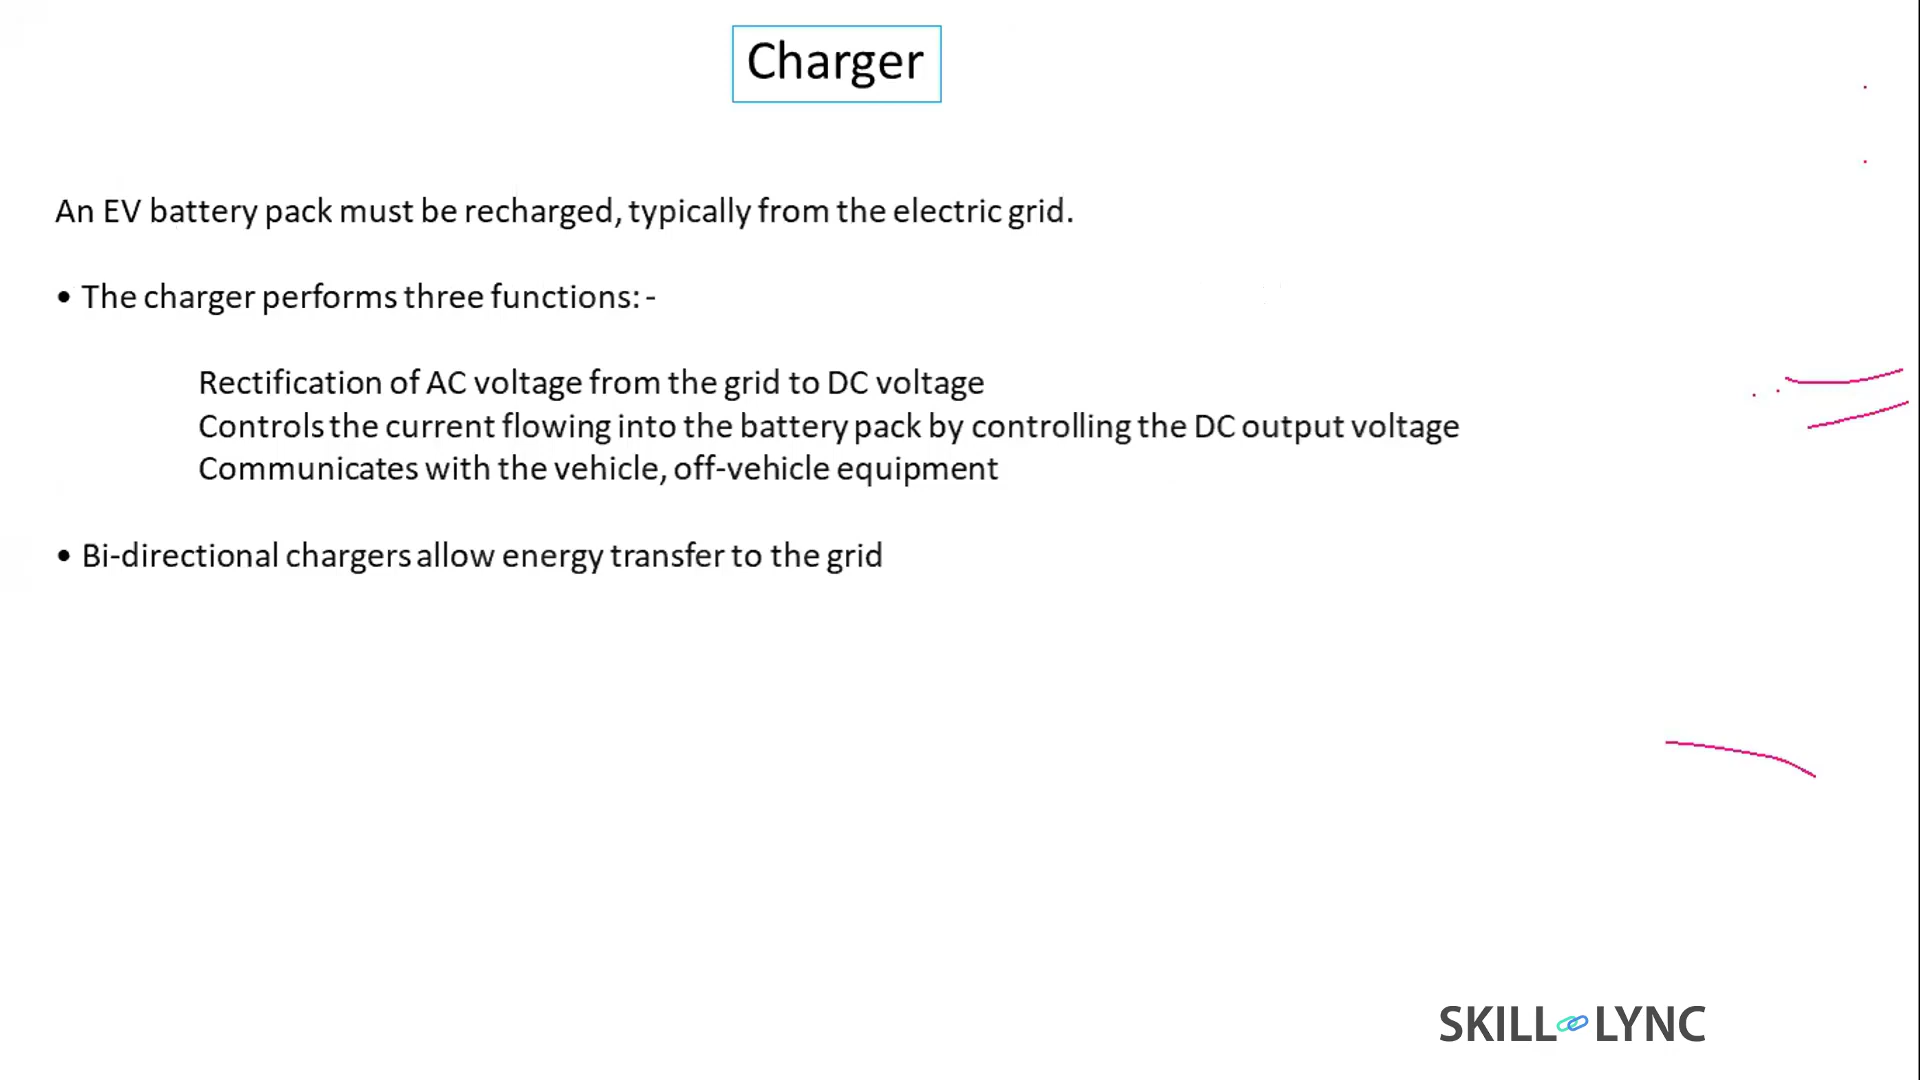 Charger
An EV battery pack must be recharged, typically from the electric grid.
• The charger performs three functions: -
Rectification of AC voltage from the grid to DC voltage
Controls the current flowing into the battery pack by controlling the DC output voltage
Communicates with the vehicle, off-vehicle equipment
• Bi-directional chargers allow energy transfer to the grid
SKILL LYNC